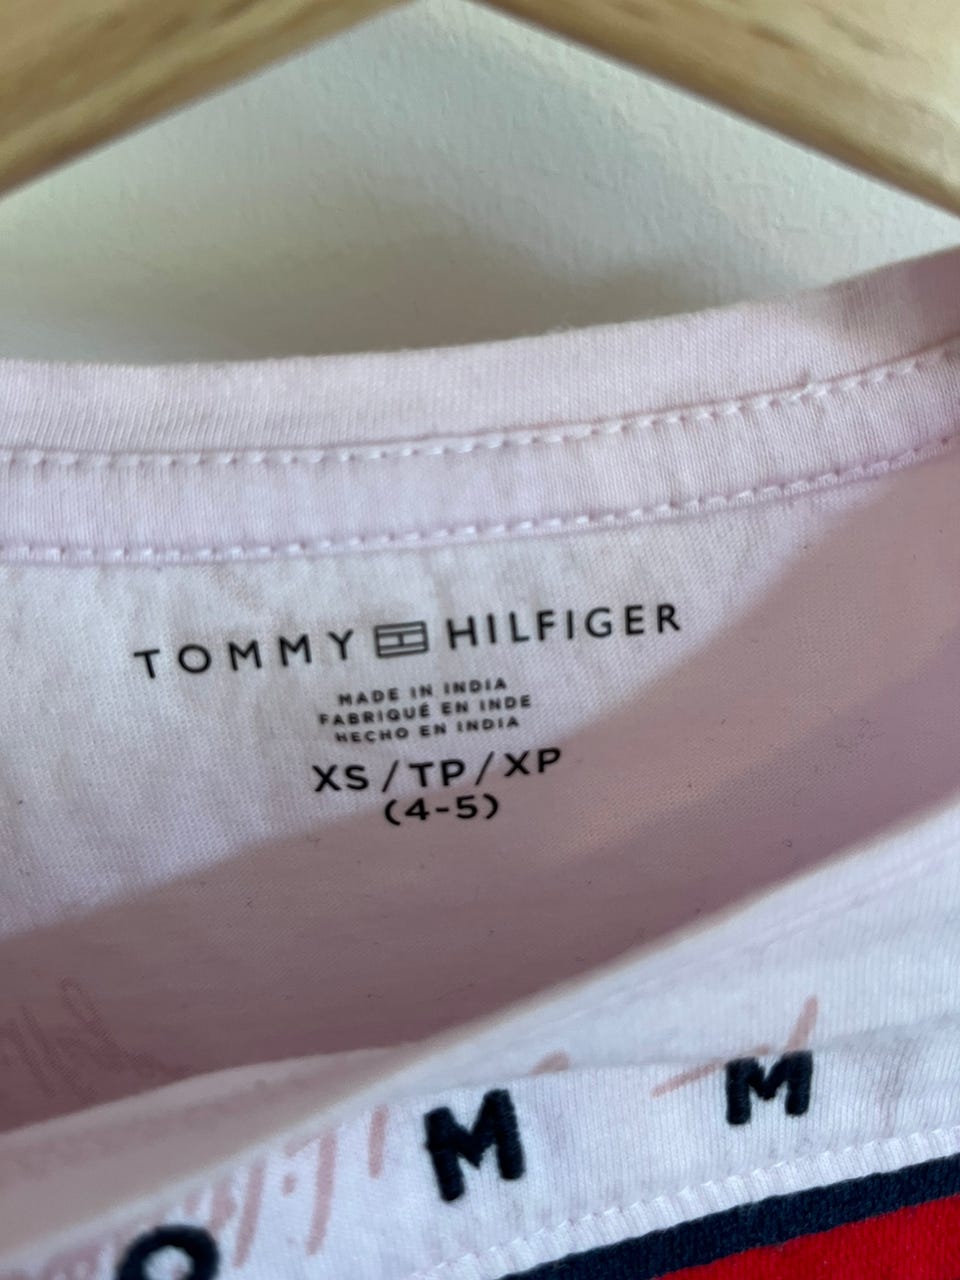 TOMMY HILFIGER
MADE IN INDIA
FABRIQUÉ EN INDE
HECHO EN INDIA
XS/TP/XP
(4-5)
O M M